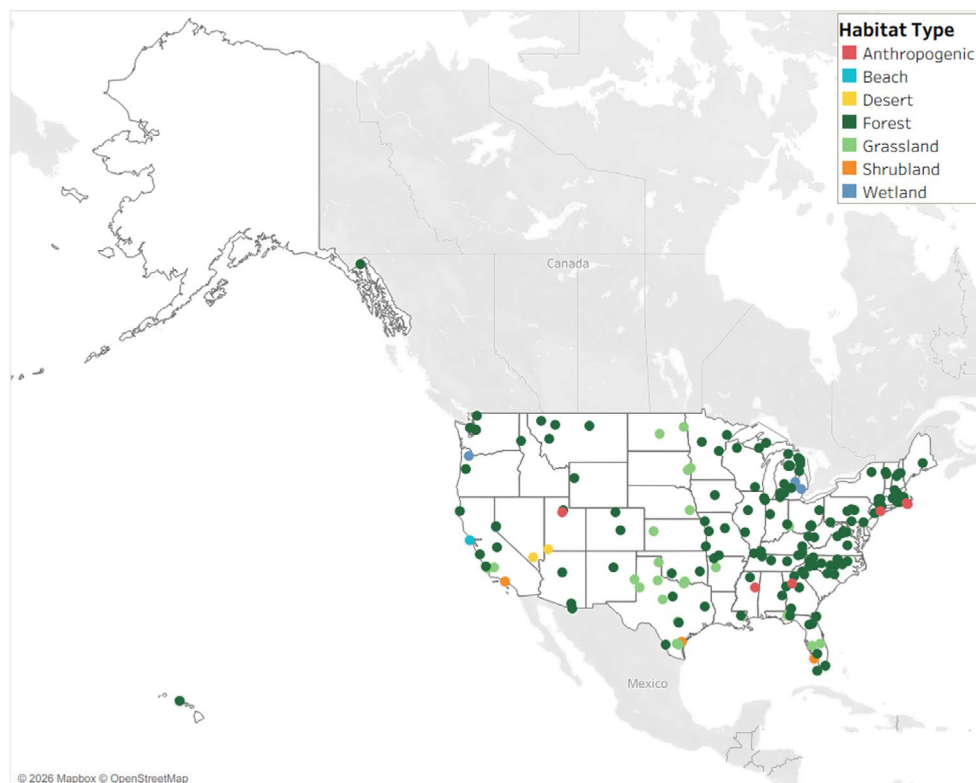 Habitat Type
Anthropogenic
Beach
Desert
Forest
Grassland
Shrubland
Wetland
Canada
Mexico
© 2026 Mapbox © OpenStreetMap